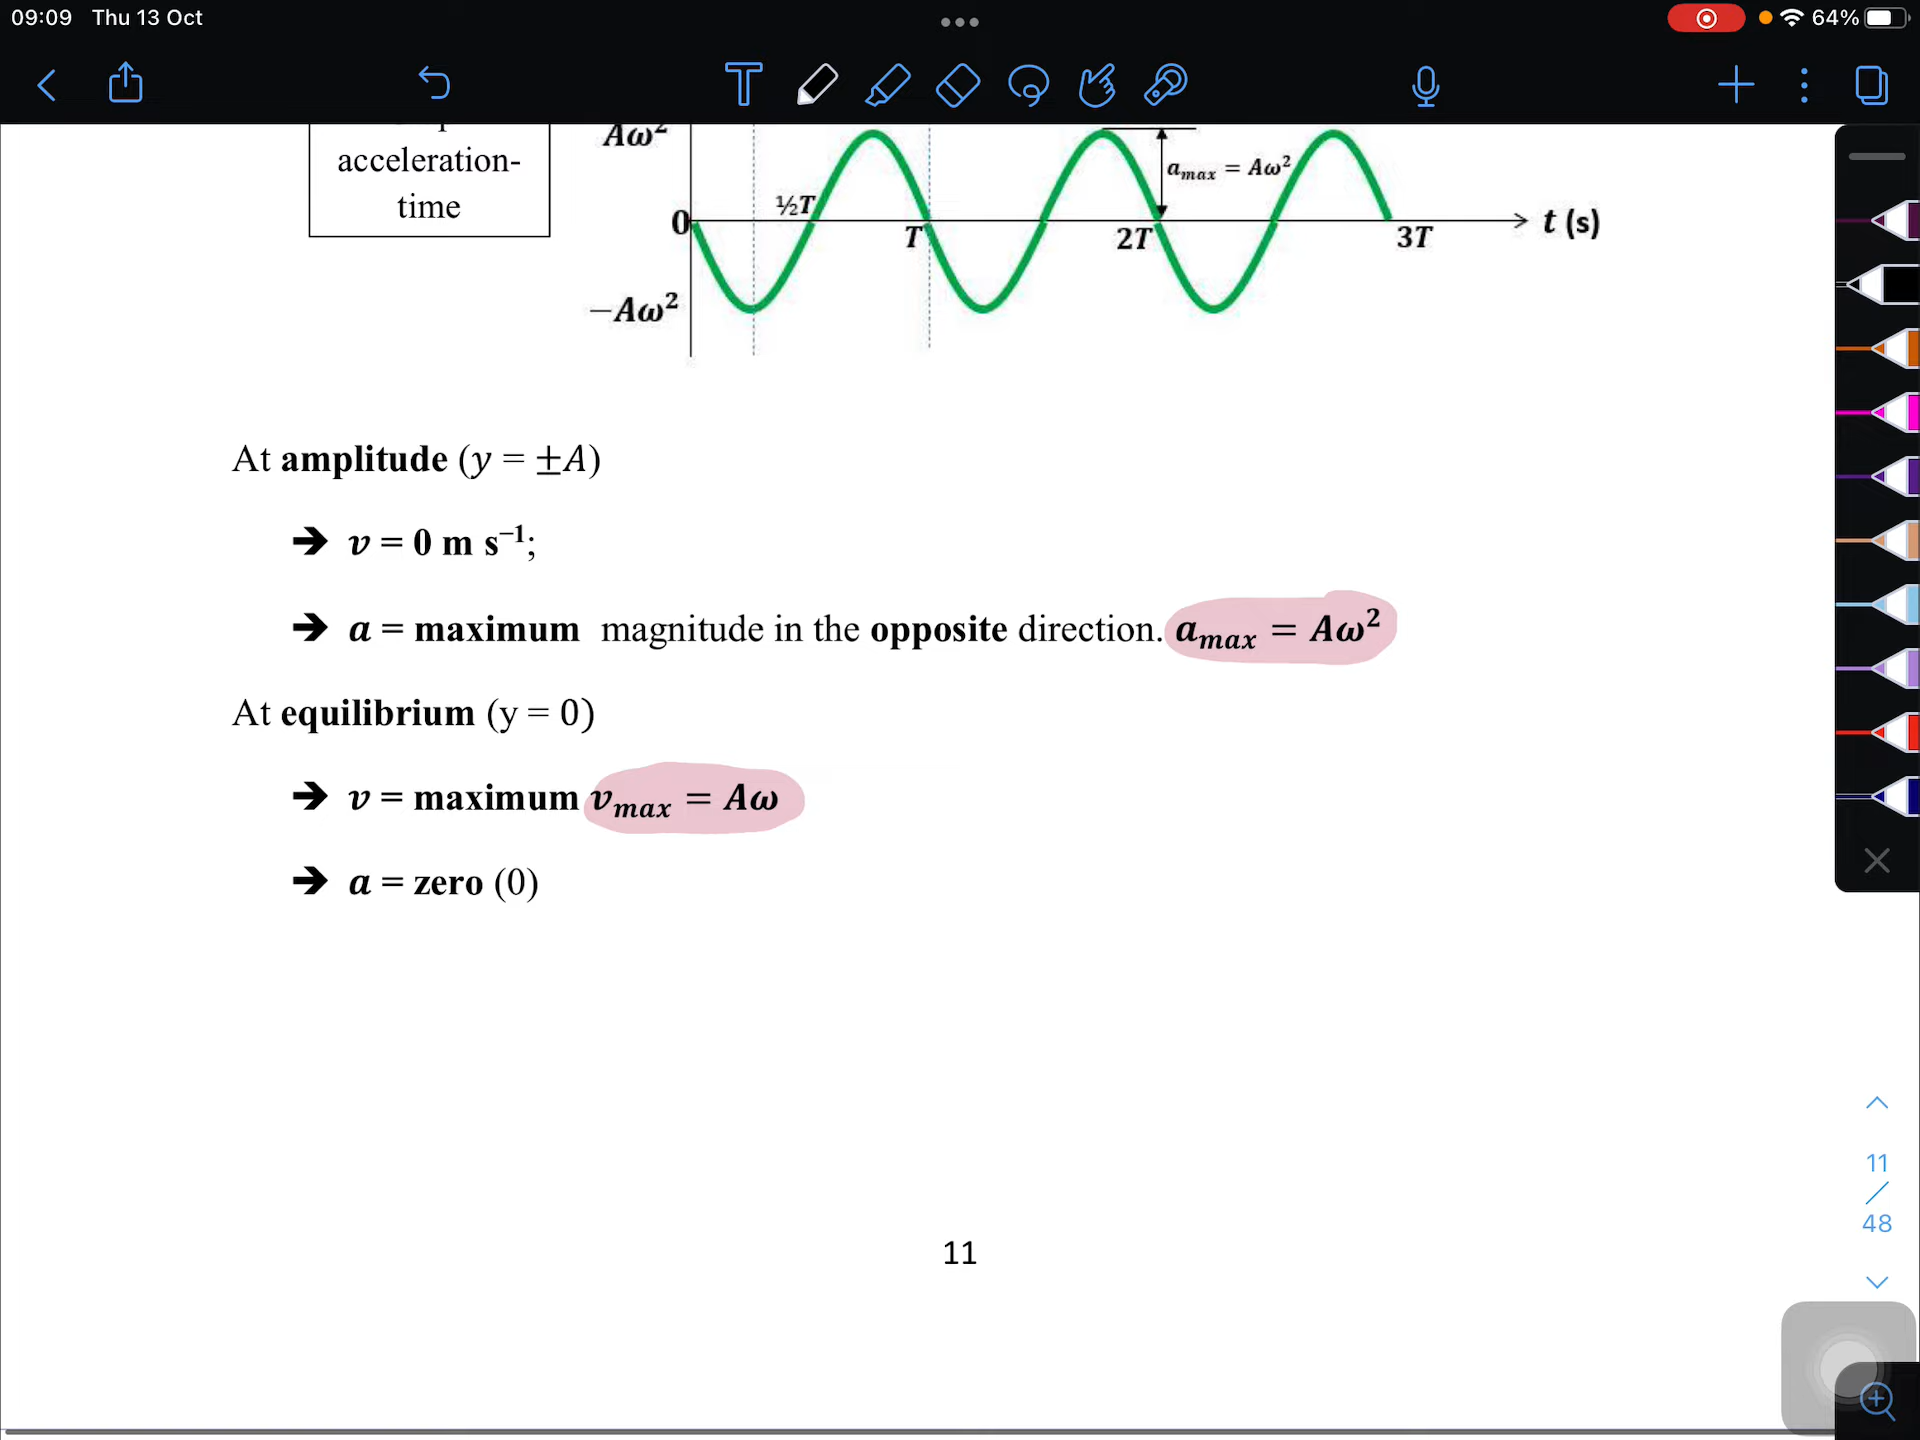 09:09 Thu 13 Oct 64%
T
acceleration-
time
Aω²
0
−Aω²
½T
T
2T
3T
t (s)
aₘₐₓ = Aω²
At amplitude (y = ±A)
➔ v = 0 m s⁻¹;
➔ a = maximum magnitude in the opposite direction. aₘₐₓ = Aω²
At equilibrium (y = 0)
➔ v = maximum vₘₐₓ = Aω
➔ a = zero (0)
11
11
/
48